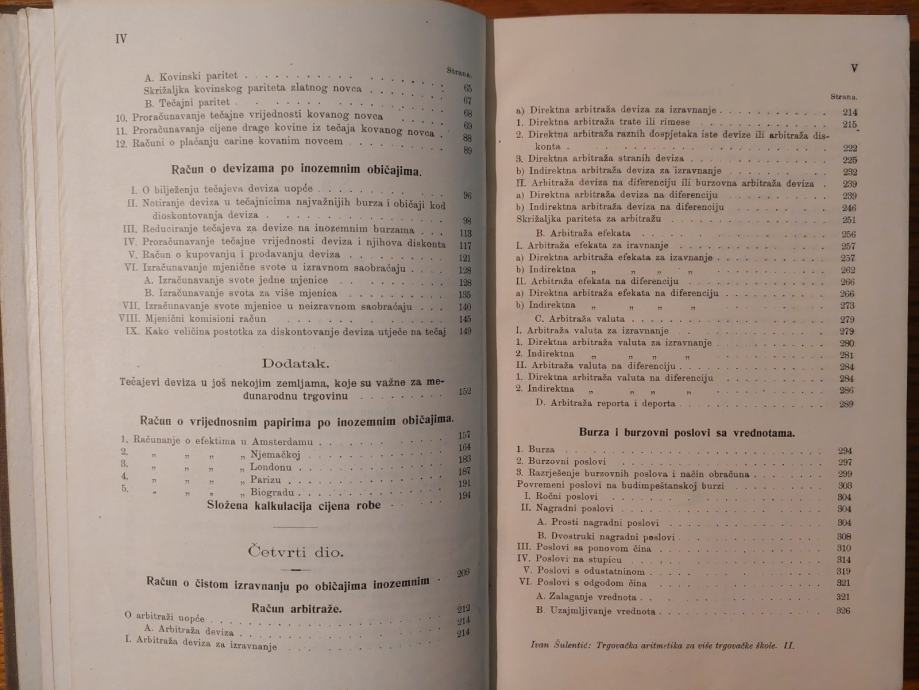 IV
Strana.
A. Kovinski paritet . . . . . . . . . . 65
Skrižaljka kovinskog pariteta zlatnog novca . . . . . 67
B. Tečajni paritet . . . . . . . . . . 68
10. Proračunavanje tečajne vrijednosti kovanog novca . . . 69
11. Proračunavanje cijene drage kovine iz tečaja kovanog novca . 88
12. Računi o plaćanju carine kovanim novcem . . . . . 89
Račun o devizama po inozemnim običajima.
I. O bilježenju tečajeva deviza uopće . . . . . . . 96
II. Notiranje deviza u tečajnicima najvažnijih burza i običaji kod
dioskontovanja deviza . . . . . . . . . . 98
III. Reduciranje tečajeva za devize na inozemnim burzama . . . 113
IV. Proračunavanje tečajne vrijednosti deviza i njihova diskonta 117
V. Račun o kupovanju i prodavanju deviza . . . . . . 121
VI. Izračunavanje mjenične svote u izravnom saobraćaju . . . 128
A. Izračunavanje svote jedne mjenice . . . . . . . 128
B. Izračunavanje svota za više mjenica . . . . . . 135
VII. Izračunavanje svote mjenice u neizravnom saobraćaju . . . 140
VIII. Mjenični komisioni račun . . . . . . . . . 145
IX. Kako veličina postotka za diskontovanje deviza utječe na tečaj 149
Dodatak.
Tečajevi deviza u još nekojim zemljama, koje su važne za me-
đunarodnu trgovinu . . . . . . . . 152
Račun o vrijednosnim papirima po inozemnim običajima.
1. Računanje o efektima u Amsterdamu . . . . . . . 157
2. „ „ „ „ Njemačkoj . . . . . . . 164
3. „ „ „ „ Londonu . . . . . . . 183
4. „ „ „ „ Parizu . . . . . . . 187
5. „ „ „ „ Biogradu . . . . . . . 191
Složena kalkulacija cijena robe . . . . 194
Četvrti dio.
Račun o čistom izravnanju po običajima inozemnim . 209
Račun arbitraže.
O arbitraži uopće . . . . . . . . . . . 212
A. Arbitraža deviza . . . . . . . . . . 214
I. Arbitraža deviza za izravnanje . . . . . . . . 214
V
Strana.
a) Direktna arbitraža deviza za izravnanje . . . . . . 214
1. Direktna arbitraža trate ili rimese . . . . . . . 215
2. Direktna arbitraža raznih dospjetaka iste devize ili arbitraža dis-
konta . . . . . . . . . . . . . 222
3. Direktna arbitraža stranih deviza . . . . . . . 225
b) Indirektna arbitraža deviza za izravnanje . . . . . 232
II. Arbitraža deviza na diferenciju ili burzovna arbitraža deviza . 239
a) Direktna arbitraža deviza na diferenciju . . . . . 239
b) Indirektna arbitraža deviza na diferenciju . . . . . 246
Skrižaljka pariteta za arbitražu . . . . . . . . 251
B. Arbitraža efekata . . . . . . . . . . 256
I. Arbitraža efekata za iravnanje . . . . . . . . 257
a) Direktna arbitraža efekata za izavnanje . . . . . 257
b) Indirektna „ „ „ „ . . . . . 262
II. Arbitraža efekata na diferenciju . . . . . . . 266
a) Direktna arbitraža efekata na diferenciju . . . . . 266
b) Indirektna „ „ „ „ . . . . . 273
C. Arbitraža valuta . . . . . . . . . . 279
I. Arbitraža valuta za izravnanje . . . . . . . . 279
1. Direktna arbitraža valuta za izravnanje . . . . . . 280
2. Indirektna „ „ „ „ . . . . . . 281
II. Arbitraža valuta na diferenciju . . . . . . . . 284
1. Direktna arbitraža valuta na diferenciju . . . . . . 284
2. Indirektna „ „ „ „ . . . . . . 286
D. Arbitraža reporta i deporta . . . . . . . . 289
Burza i burzovni poslovi sa vrednotama.
1. Burza . . . . . . . . . . . . . 294
2. Burzovni poslovi . . . . . . . . . . 297
3. Razrješenje burzovnih poslova i način obračuna . . . . 299
Povremeni poslovi na budimpeštanskoj burzi . . . . . 303
I. Ročni poslovi . . . . . . . . . . . 304
II. Nagradni poslovi . . . . . . . . . . 304
A. Prosti nagradni poslovi . . . . . . . . 304
B. Dvostruki nagradni poslovi . . . . . . . 308
III. Poslovi sa ponovom čina . . . . . . . . . 310
IV. Poslovi na stupicu . . . . . . . . . . 314
V. Poslovi s odustatninom . . . . . . . . . 319
VI. Poslovi s odgodom čina . . . . . . . . . 321
A. Zalaganje vrednota . . . . . . . . . . 321
B. Uzajmljivanje vrednota . . . . . . . . . 326
Ivan Šulentić: Trgovačka aritmetika za više trgovačke škole. II.